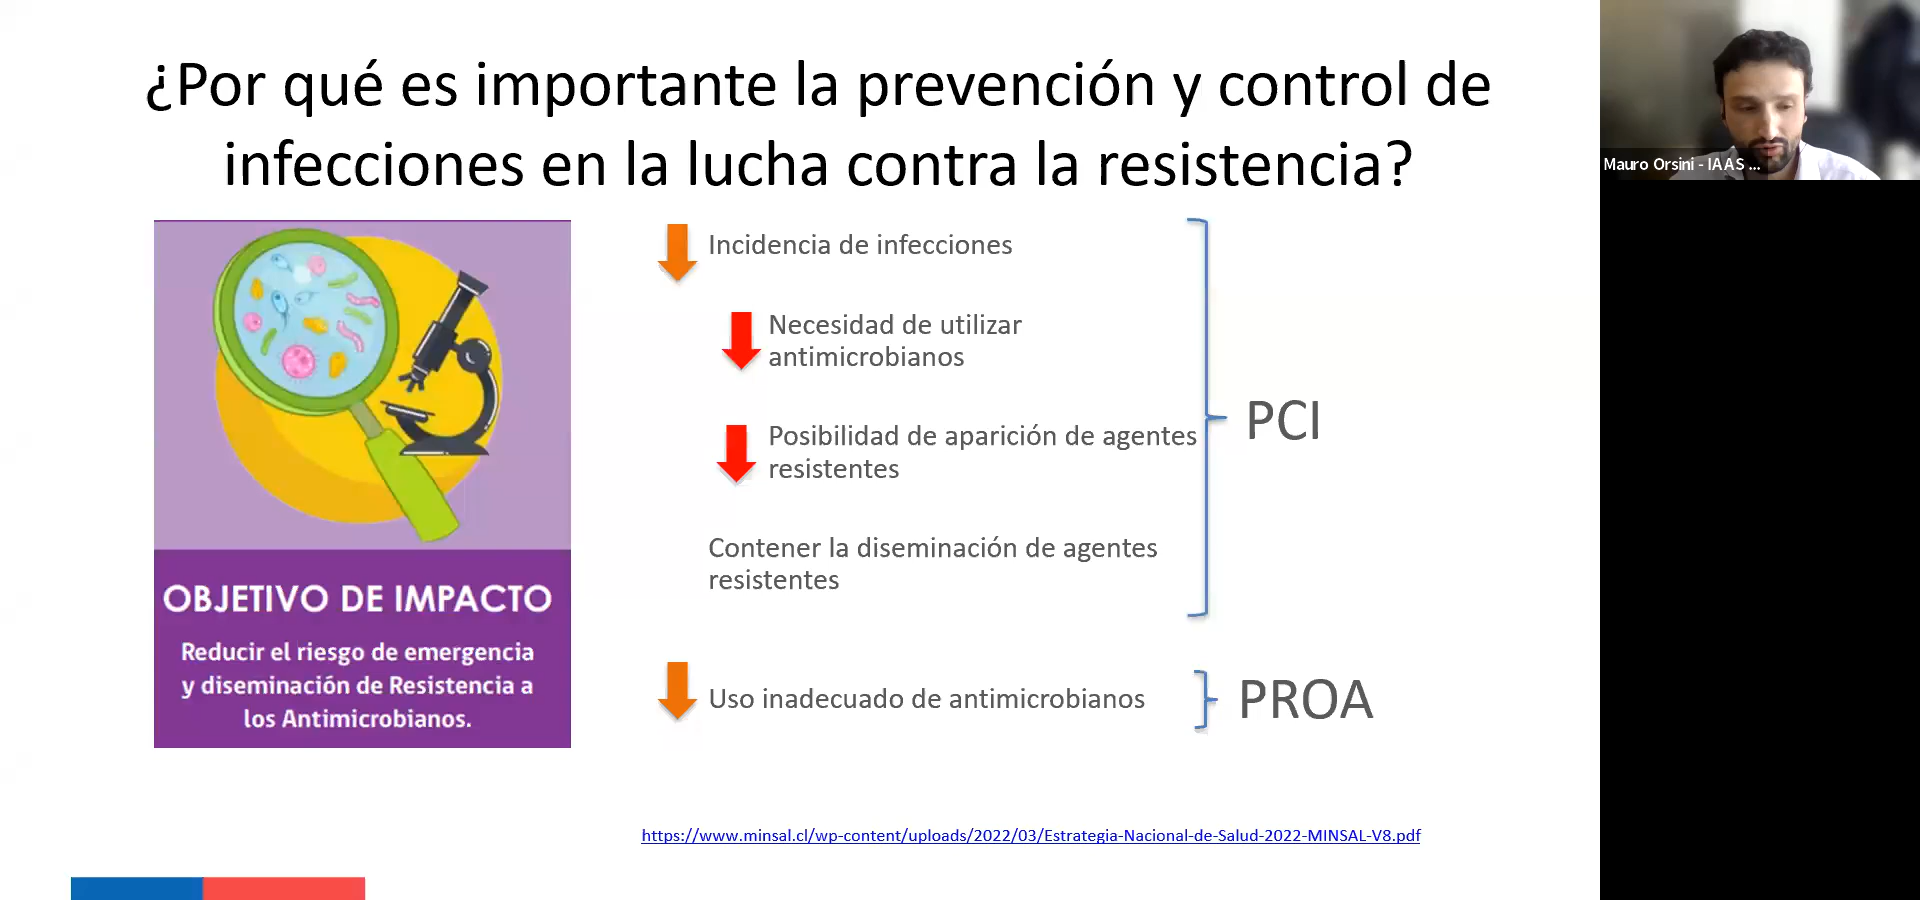 ¿Por qué es importante la prevención y control de
infecciones en la lucha contra la resistencia?
Mauro Orsini - IAAS ...
Incidencia de infecciones
Necesidad de utilizar
antimicrobianos
Posibilidad de aparición de agentes
resistentes
PCI
Contener la diseminación de agentes
resistentes
OBJETIVO DE IMPACTO
Reducir el riesgo de emergencia
y diseminación de Resistencia a
los Antimicrobianos.
Uso inadecuado de antimicrobianos
PROA
https://www.minsal.cl/wp-content/uploads/2022/03/Estrategia-Nacional-de-Salud-2022-MINSAL-V8.pdf